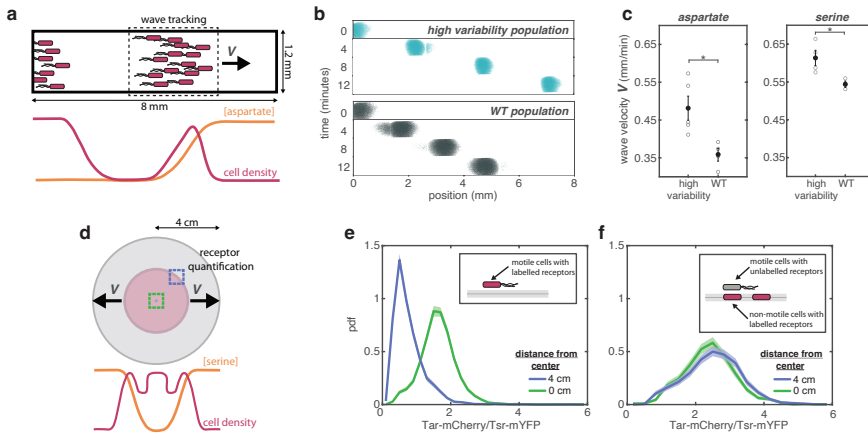 a
wave tracking
V
1.2 mm
8 mm
[aspartate]
cell density
b
high variability population
WT population
time (minutes)
0
4
8
12
0
4
8
12
0 2 4 6 8
position (mm)
c
aspartate
serine
wave velocity V (mm/min)
0.65
0.55
0.45
0.35
*
high
variability
WT
0.65
0.55
0.45
0.35
*
high
variability
WT
d
4 cm
receptor
quantification
V
V
[serine]
cell density
e
pdf
1.5
1
0.5
0
0 2 4 6
Tar-mCherry/Tsr-mYFP
motile cells with
labelled receptors
distance from
center
4 cm
0 cm
f
1.5
1
0.5
0
0 2 4 6
Tar-mCherry/Tsr-mYFP
motile cells with
unlabelled receptors
non-motile cells with
labelled receptors
distance from
center
4 cm
0 cm